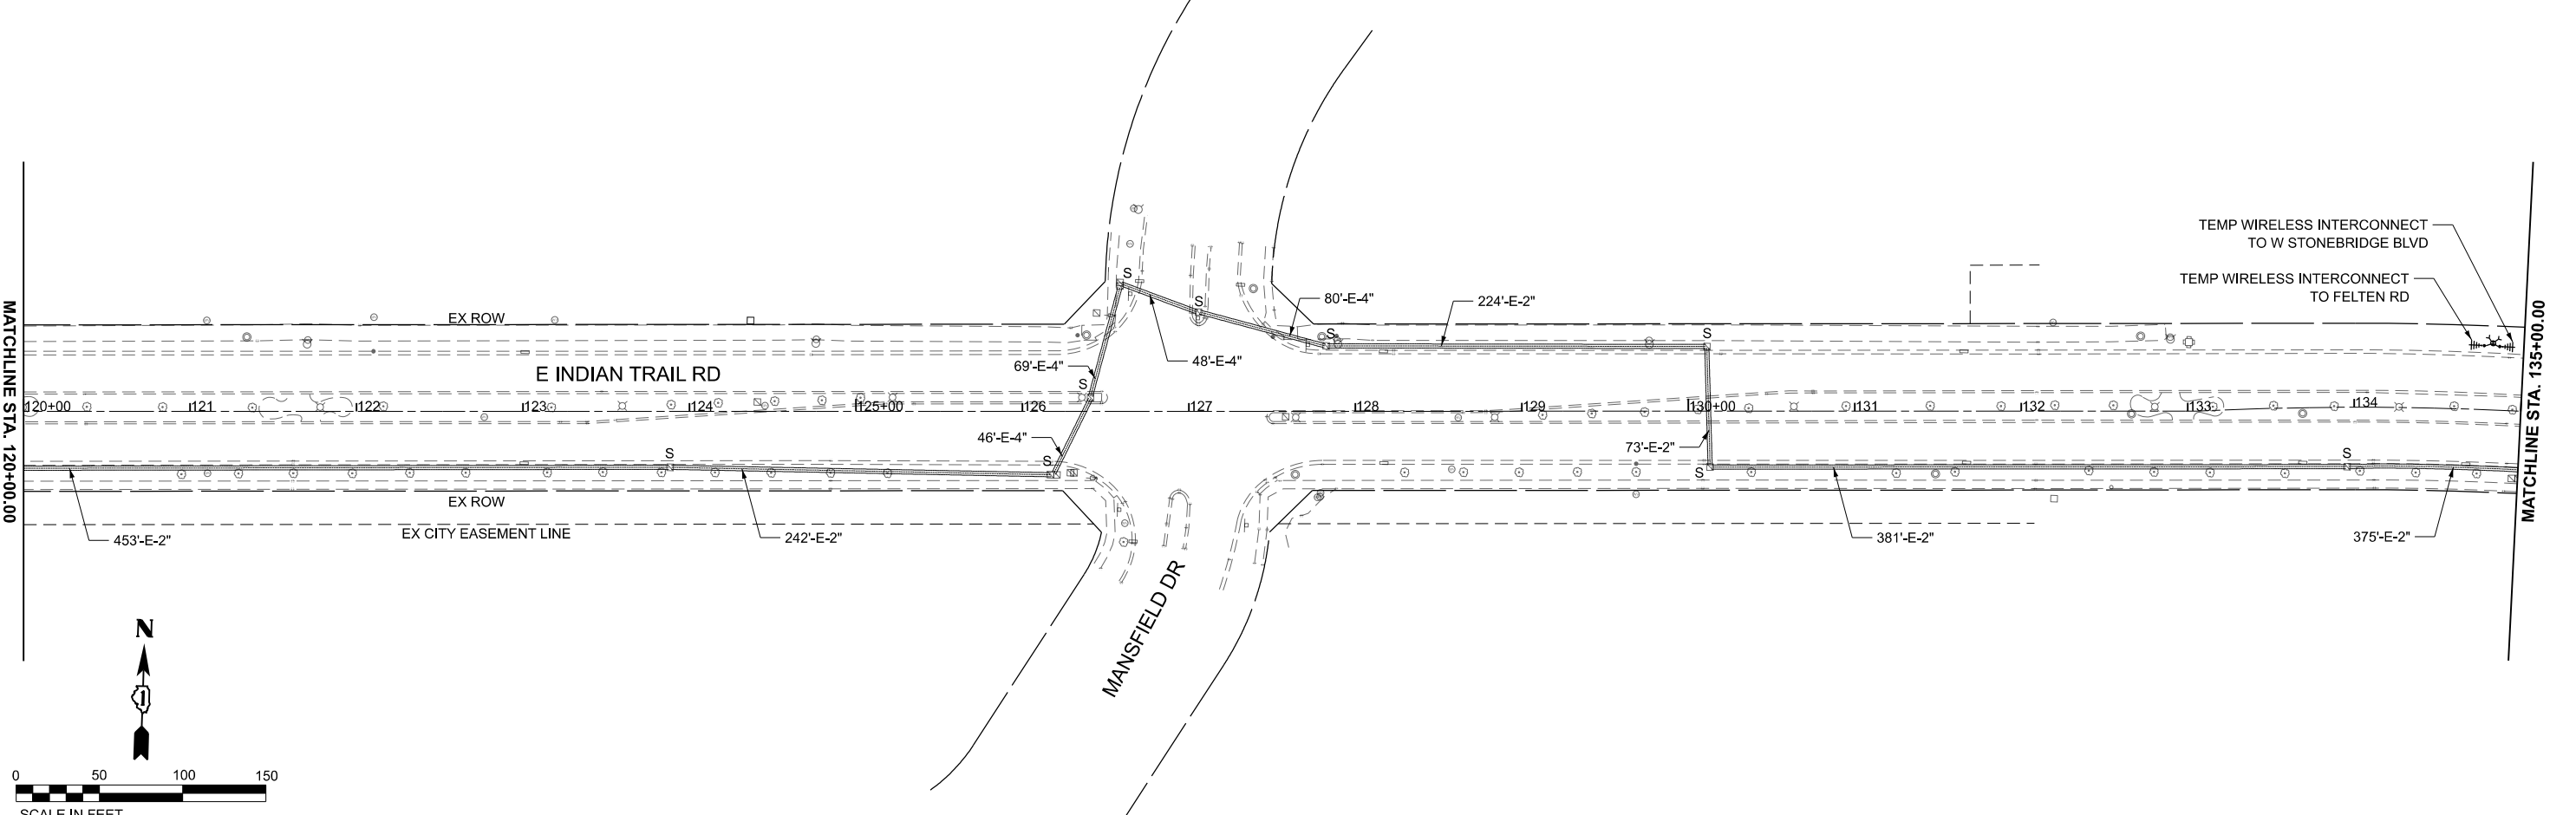 TEMP WIRELESS INTERCONNECT
TO W STONEBRIDGE BLVD
TEMP WIRELESS INTERCONNECT
TO FELTEN RD
S
S
80'-E-4"
224'-E-2"
EX ROW
S
S
48'-E-4"
69'-E-4"
E INDIAN TRAIL RD
S
120+00
121
122
123
124
125+00
126
127
128
129
130+00
131
132
133
134
46'-E-4"
73'-E-2"
S
S
S
S
EX ROW
EX CITY EASEMENT LINE
453'-E-2"
242'-E-2"
381'-E-2"
375'-E-2"
MATCHLINE STA. 120+00.00
MATCHLINE STA. 135+00.00
MANSFIELD DR
N
1
0 50 100 150
SCALE IN FEET